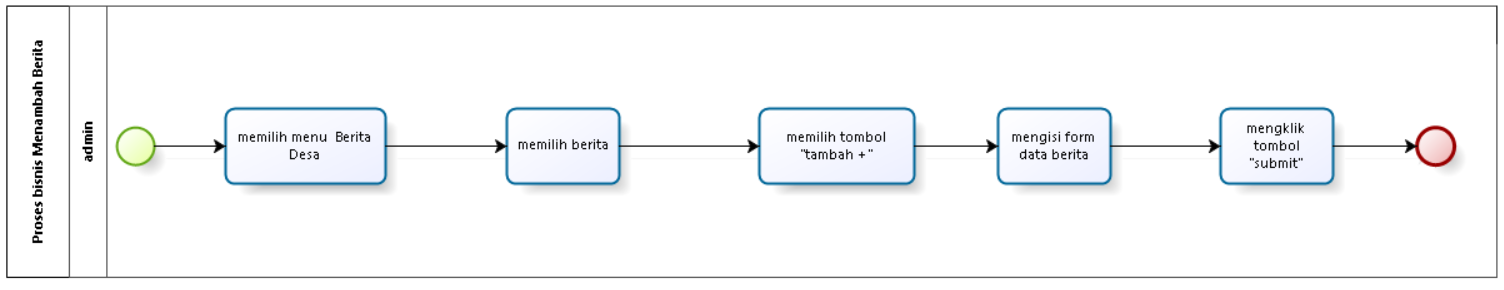 Proses bisnis Menambah Berita
admin
memilih menu  Berita
Desa
memilih berita
memilih tombol
"tambah +"
mengisi form
data berita
mengklik
tombol
"submit"